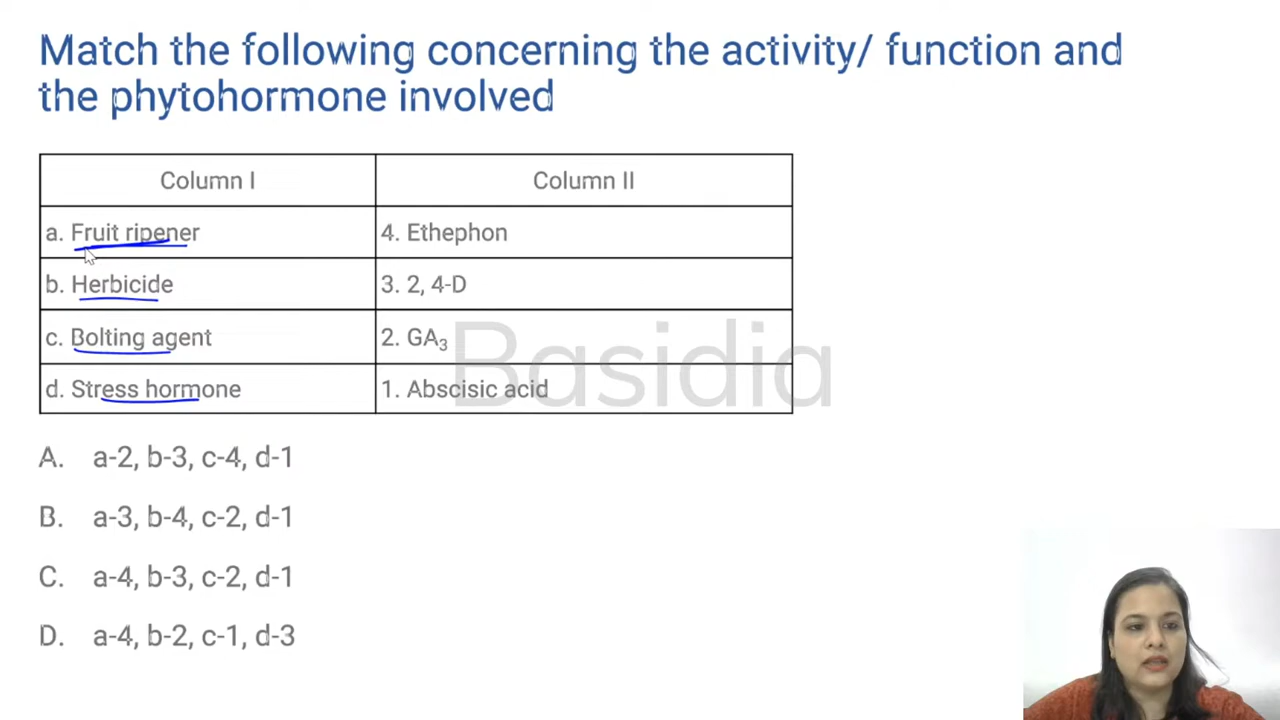 Match the following concerning the activity/ function and
the phytohormone involved
Column I Column II
a. Fruit ripener 4. Ethephon
b. Herbicide 3. 2, 4-D
c. Bolting agent 2. GA₃
d. Stress hormone 1. Abscisic acid
Basidia
A. a-2, b-3, c-4, d-1
B. a-3, b-4, c-2, d-1
C. a-4, b-3, c-2, d-1
D. a-4, b-2, c-1, d-3